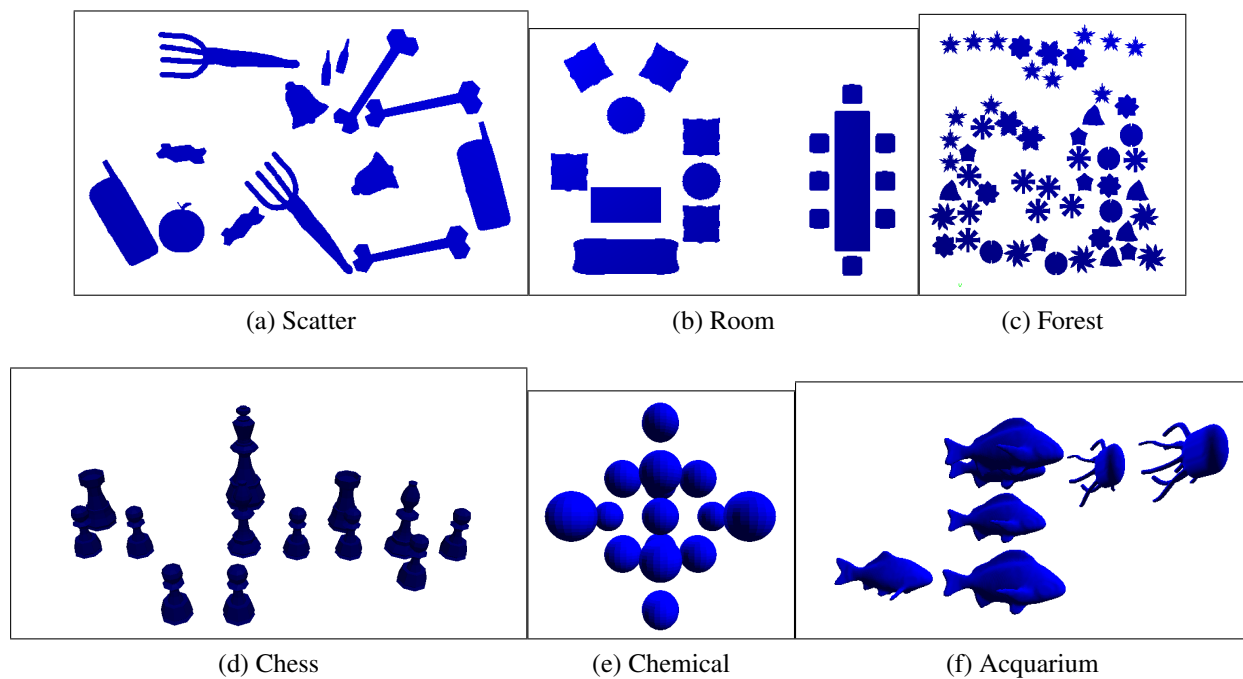 (a) Scatter
(b) Room
(c) Forest
(d) Chess
(e) Chemical
(f) Acquarium